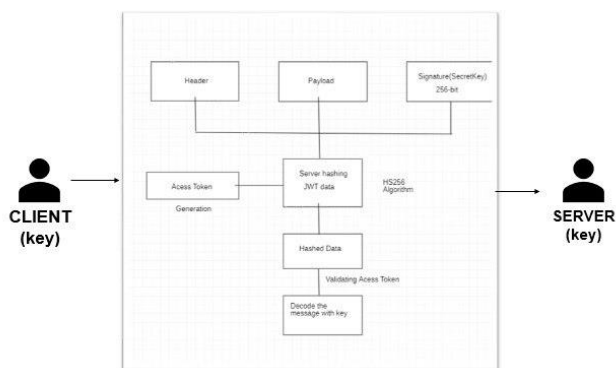 Header
Payload
Signature(SecretKey)
256-bit
CLIENT
(key)
Acess Token
Generation
Server hashing
JWT data
HS256
Algorithm
SERVER
(key)
Hashed Data
Validating Acess Token
Decode the
message with key